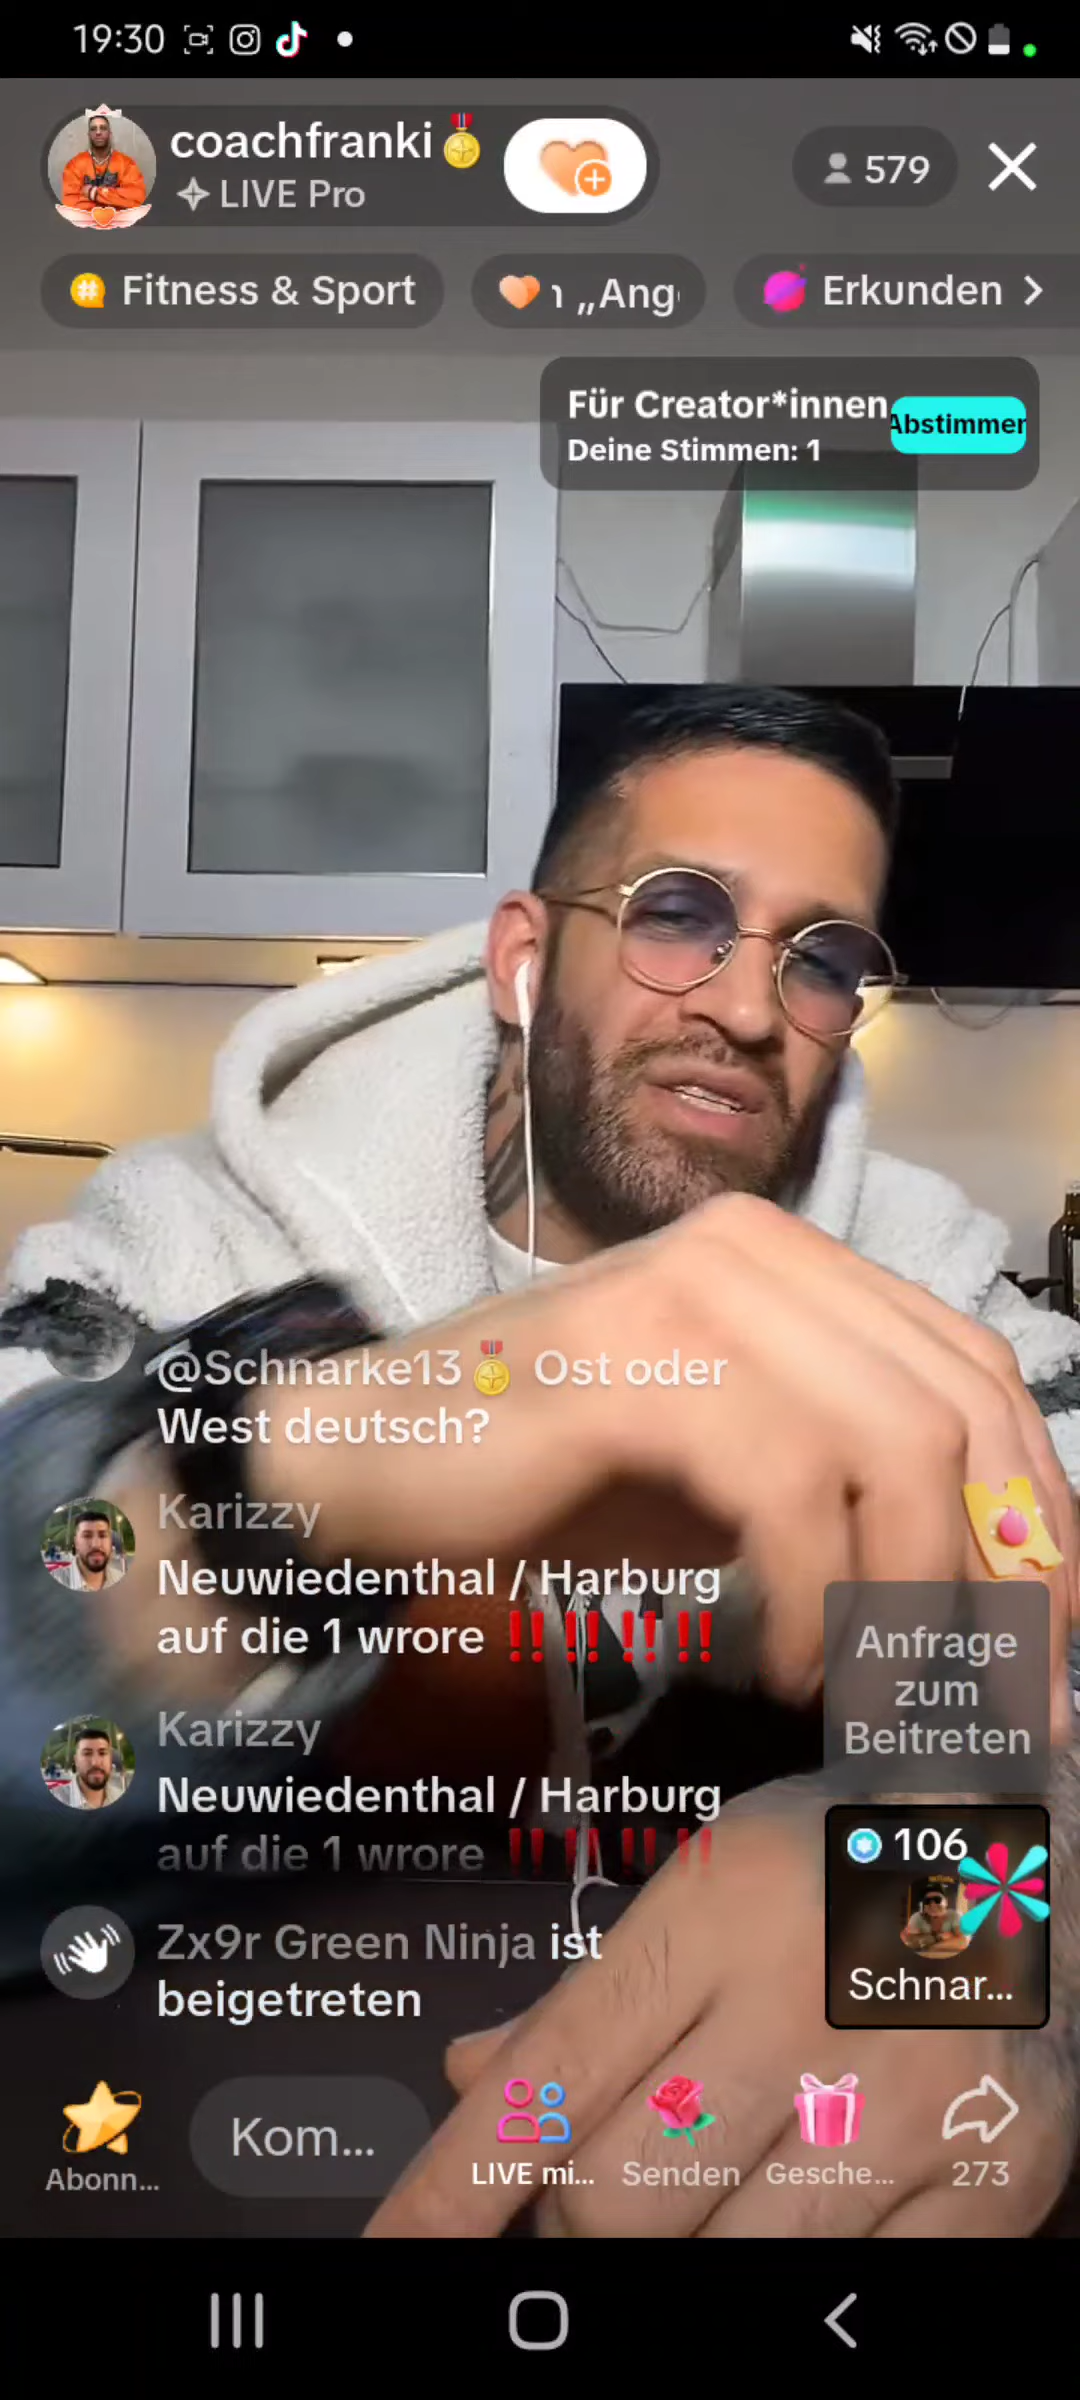 19:30
coachfranki
LIVE Pro
579
Fitness & Sport
„Ang
Erkunden
Für Creator*innen
Abstimmen
Deine Stimmen: 1
@Schnarke13 Ost oder
West deutsch?
Karizzy
Neuwiedenthal / Harburg
auf die 1 wrore ‼️‼️‼️‼️
Karizzy
Neuwiedenthal / Harburg
auf die 1 wrore ‼️‼️‼️‼️
Zx9r Green Ninja ist
beigetreten
Anfrage
zum
Beitreten
106
Schnar...
Abonn...
Kom...
LIVE mi...
Senden
Gesche...
273